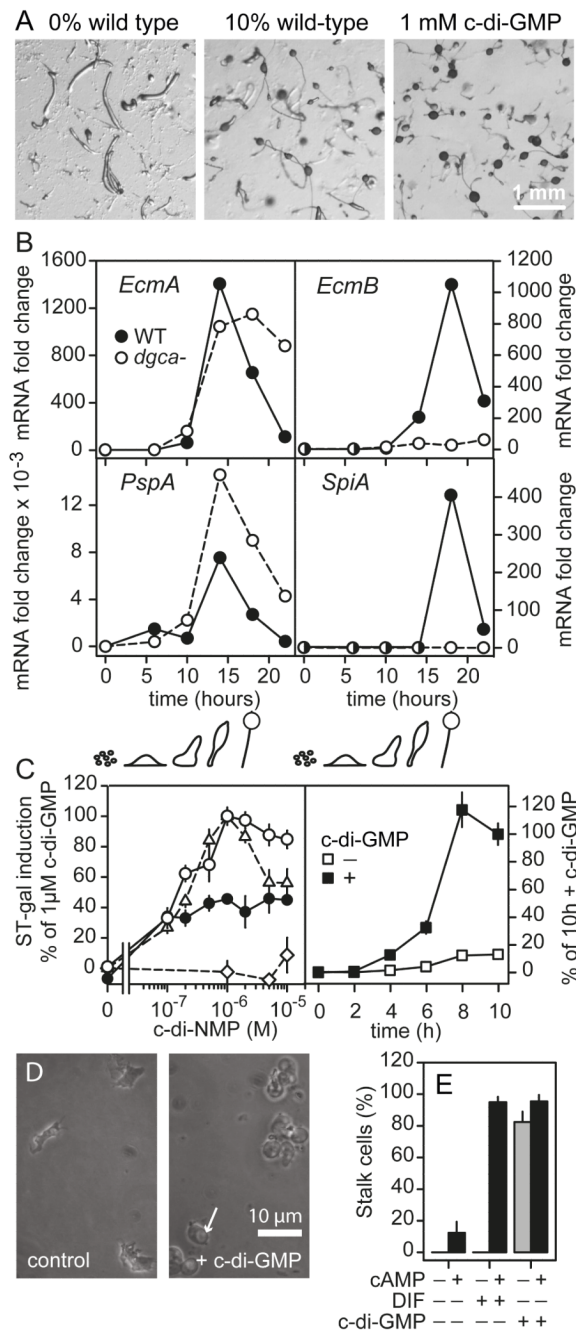 A
0% wild type 10% wild-type 1 mM c-di-GMP
1 mm
B
1600
1200
800
400
0
mRNA fold change
EcmA
WT
dgca-
EcmB
1200
1000
800
600
400
200
0
mRNA fold change
12
8
4
0
mRNA fold change x 10-3
PspA
SpiA
400
300
200
100
0
mRNA fold change
0 5 10 15 20 0 5 10 15 20
time (hours) time (hours)
C
120
100
80
60
40
20
0
ST-gal induction
% of 1µM c-di-GMP
0 10-7 10-6 10-5
c-di-NMP (M)
c-di-GMP
–
+
120
100
80
60
40
20
0
% of 10h + c-di-GMP
0 2 4 6 8 10
time (h)
D
control
10 µm
+ c-di-GMP
E
120
100
80
60
40
20
0
Stalk cells (%)
cAMP – + – + – +
DIF – – + + – –
c-di-GMP – – – – + +